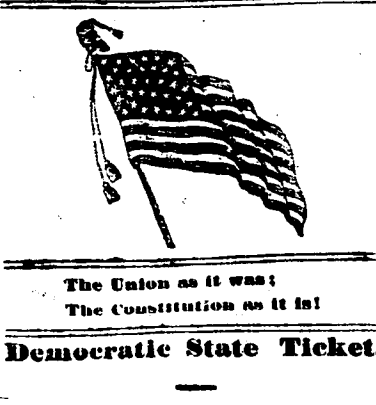 The Union as it was;
The Constitution as it is!
Democratic State Ticket